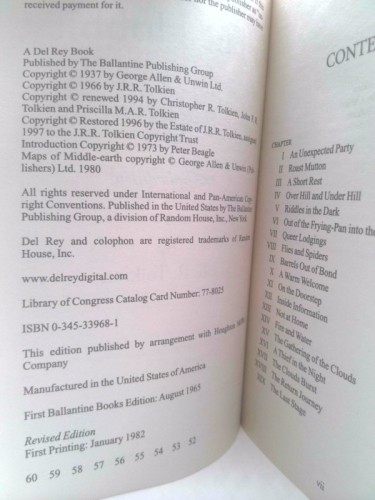 received payment for it.
nor the publisher may have
A Del Rey Book
Published by The Ballantine Publishing Group
Copyright © 1937 by George Allen & Unwin Ltd.
Copyright © 1966 by J.R.R. Tolkien
Copyright © renewed 1994 by Christopher R. Tolkien, John F. R.
Tolkien and Priscilla M.A.R. Tolkien
Copyright © Restored 1996 by the Estate of J.R.R. Tolkien, assigned
1997 to the J.R.R. Tolkien Copyright Trust
Introduction Copyright © 1973 by Peter Beagle
Maps of Middle-earth copyright © George Allen & Unwin (Pub-
lishers) Ltd. 1980
All rights reserved under International and Pan-American Copy-
right Conventions. Published in the United States by The Ballantine
Publishing Group, a division of Random House, Inc., New York.
Del Rey and colophon are registered trademarks of Random
House, Inc.
www.delreydigital.com
Library of Congress Catalog Card Number: 77-8025
ISBN 0-345-33968-1
This edition published by arrangement with Houghton Mifflin
Company
Manufactured in the United States of America
First Ballantine Books Edition: August 1965
Revised Edition
First Printing: January 1982
60 59 58 57 56 55 54 53 52
CONTE
CHAPTER
I An Unexpected Party
II Roast Mutton
III A Short Rest
IV Over Hill and Under Hill
V Riddles in the Dark
VI Out of the Frying-Pan into the
VII Queer Lodgings
VIII Flies and Spiders
IX Barrels Out of Bond
X A Warm Welcome
XI On the Doorstep
XII Inside Information
XIII Not at Home
XIV Fire and Water
XV The Gathering of the Clouds
XVI A Thief in the Night
XVII The Clouds Burst
XVIII The Return Journey
XIX The Last Stage
vii